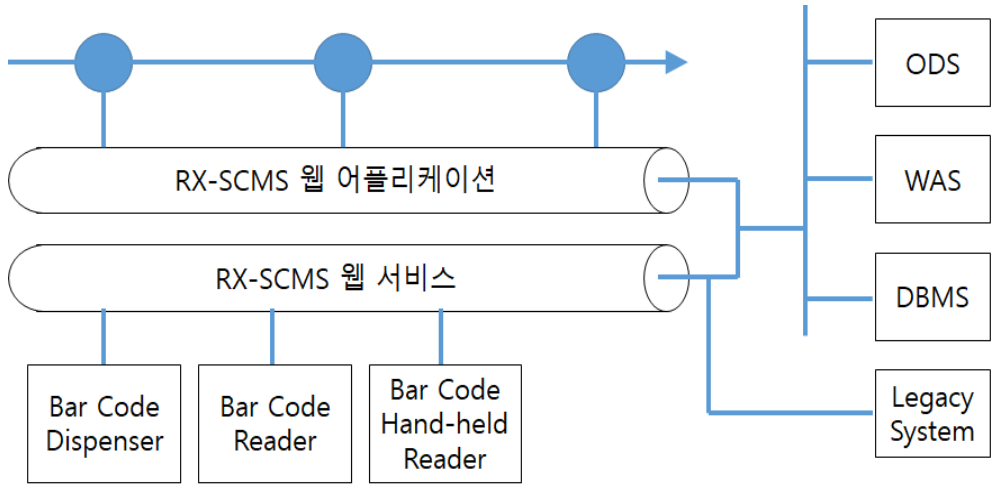 ODS
RX-SCMS 웹 어플리케이션
WAS
RX-SCMS 웹 서비스
DBMS
Bar Code
Dispenser
Bar Code
Reader
Bar Code
Hand-held
Reader
Legacy
System